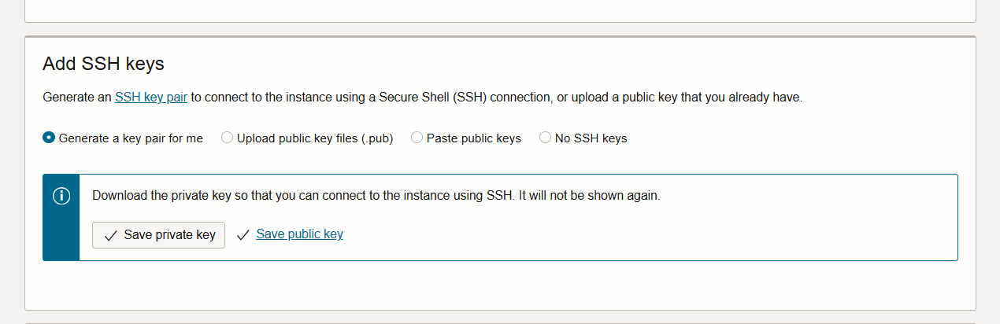 Add SSH keys
Generate an SSH key pair to connect to the instance using a Secure Shell (SSH) connection, or upload a public key that you already have.
Generate a key pair for me Upload public key files (.pub) Paste public keys No SSH keys
Download the private key so that you can connect to the instance using SSH. It will not be shown again.
Save private key Save public key